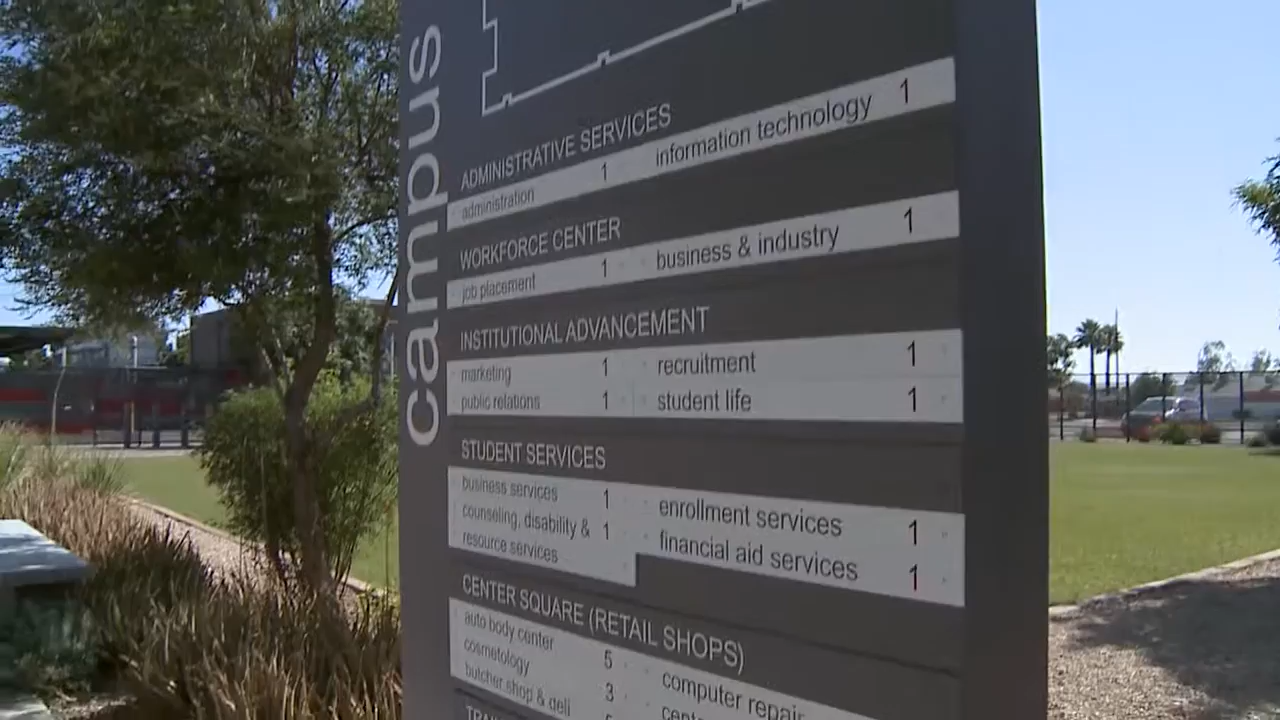 campus
ADMINISTRATIVE SERVICES
administration 1 information technology 1
WORKFORCE CENTER
job placement 1 business & industry 1
INSTITUTIONAL ADVANCEMENT
marketing 1 recruitment 1
public relations 1 student life 1
STUDENT SERVICES
business services 1 enrollment services 1
counseling, disability & 1 financial aid services 1
resource services
CENTER SQUARE (RETAIL SHOPS)
auto body center 5 computer repair
cosmetology 3
butcher shop & deli